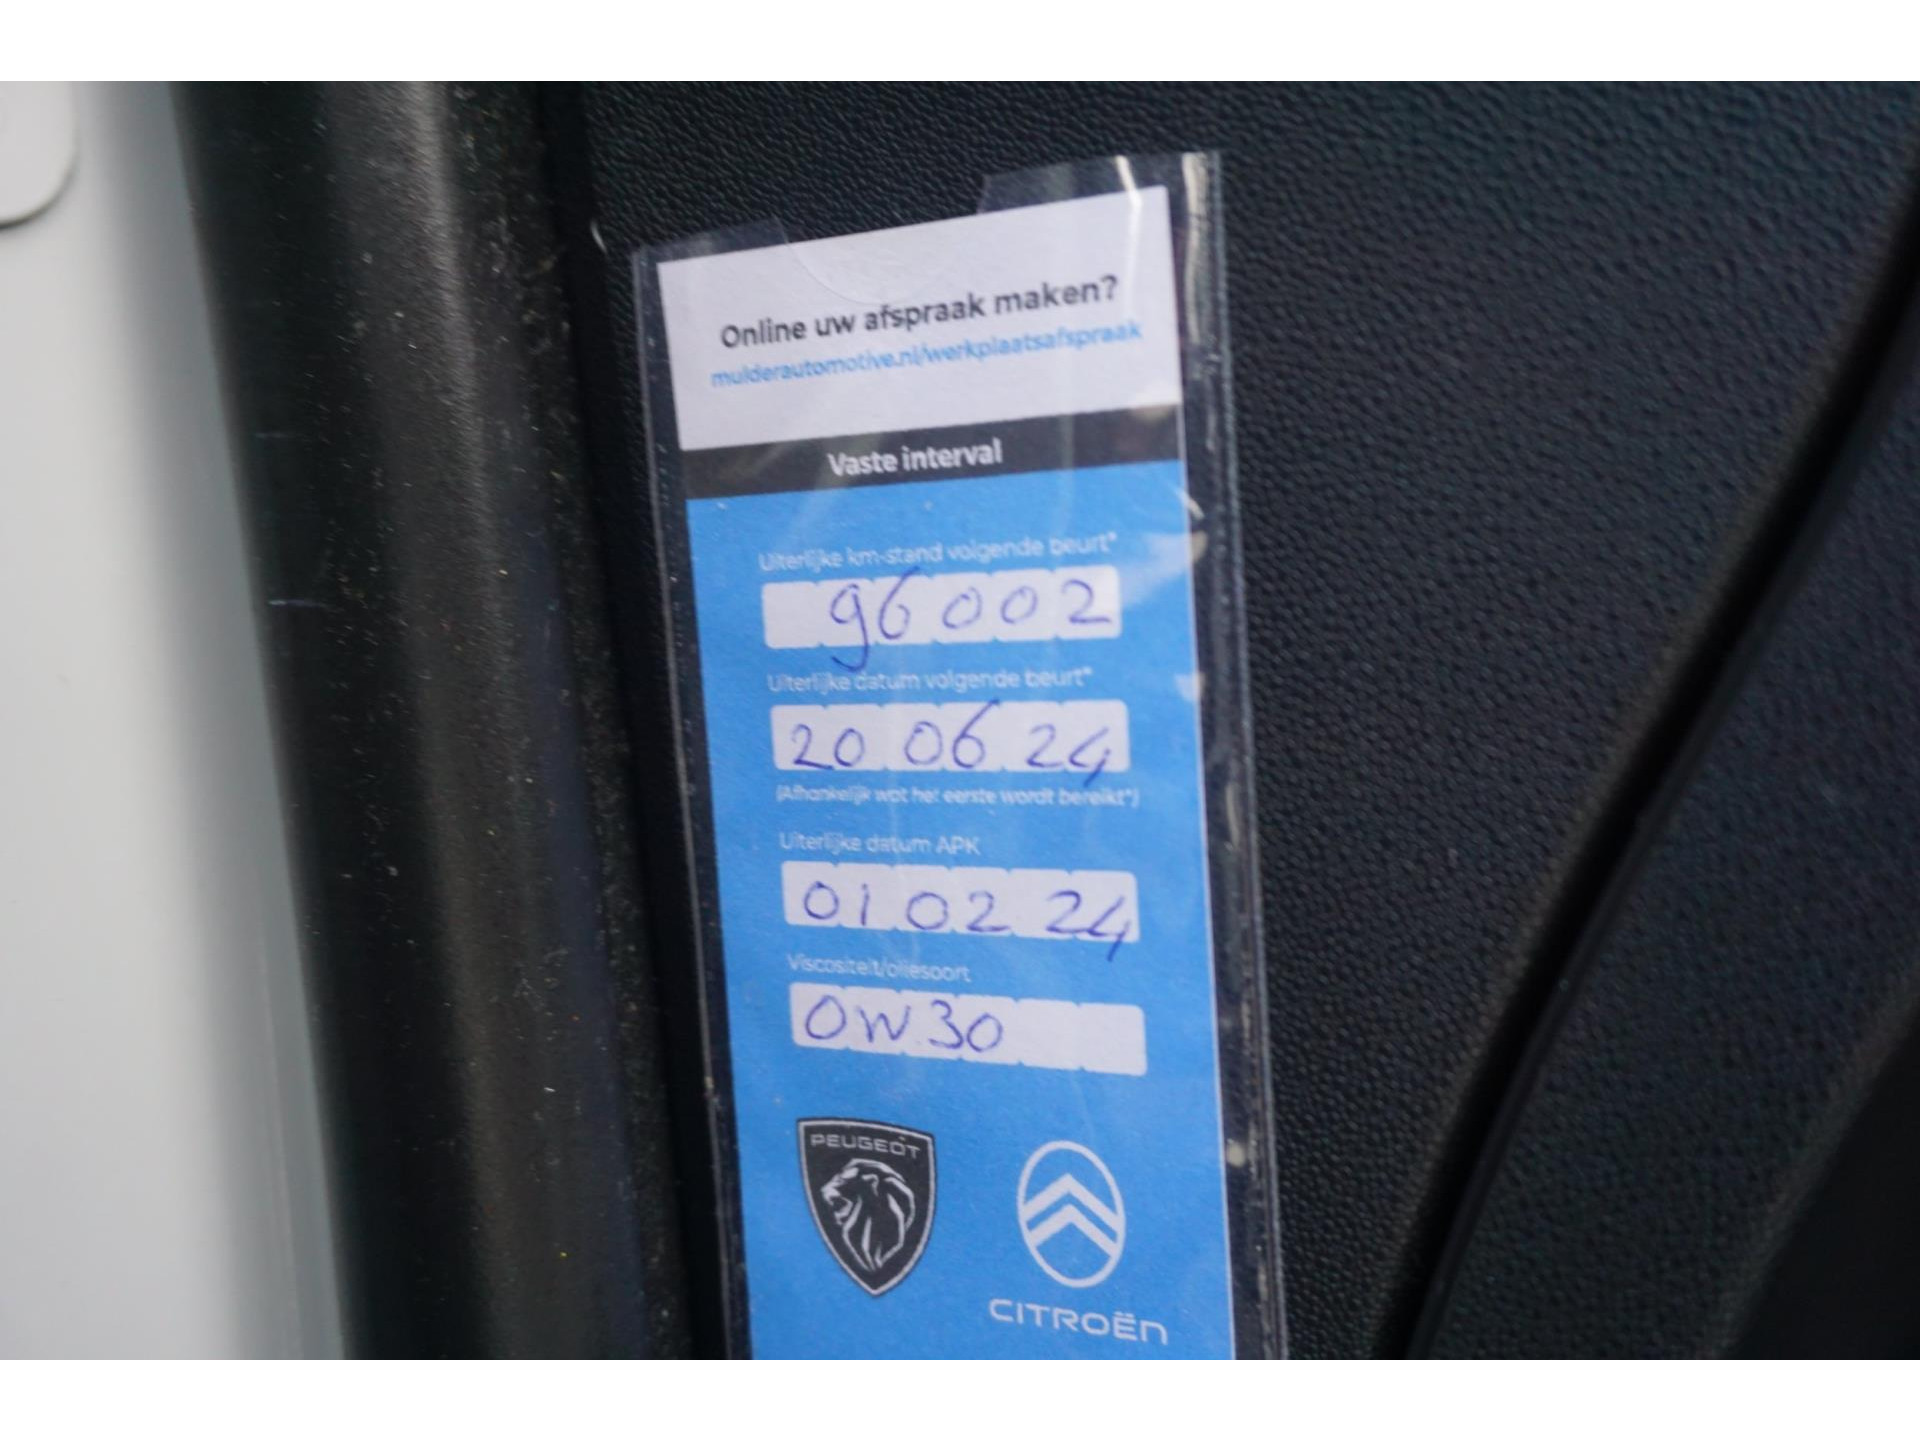 Online uw afspraak maken?
mulderautomotive.nl/werkplaatsafspraak
Vaste interval
Uiterlijke km-stand volgende beurt*
96002
Uiterlijke datum volgende beurt*
20 06 24
(Afhankelijk wat het eerste wordt bereikt*)
Uiterlijke datum APK
01 02 24
Viscositeit/oliesoort
0W30
PEUGEOT
CITROËN